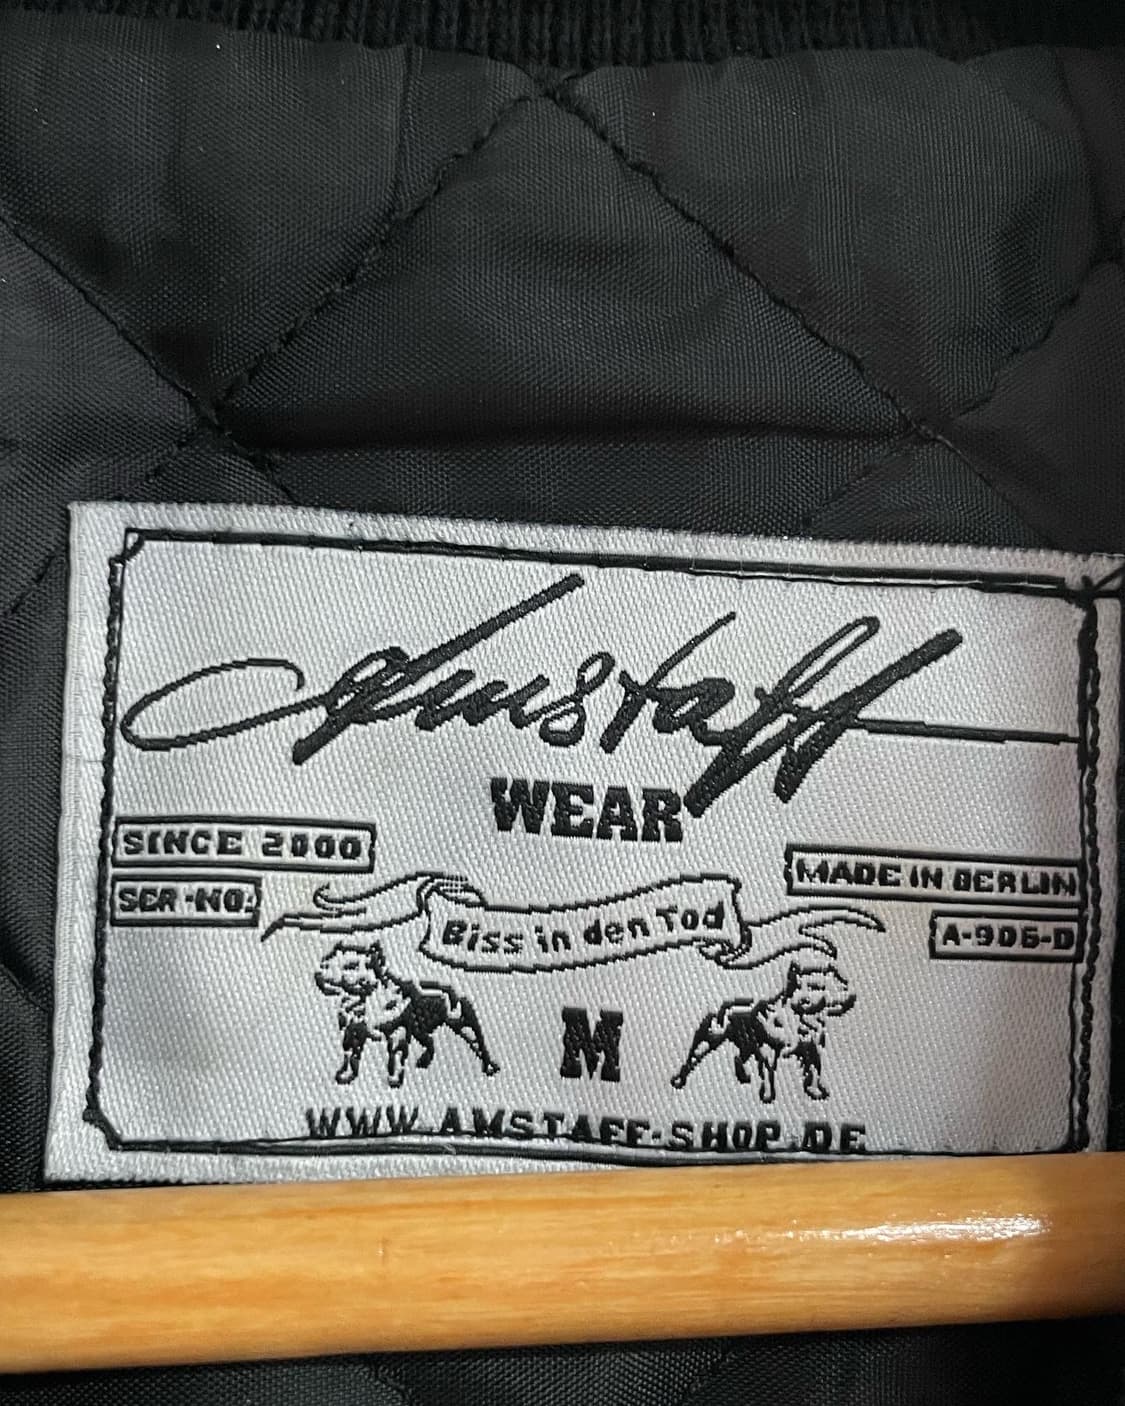 Amstaff
WEAR
SINCE 2000
MADE IN BERLIN
SER-NO:
A-906-D
Biss in den Tod
M
WWW.AMSTAFF-SHOP.DE